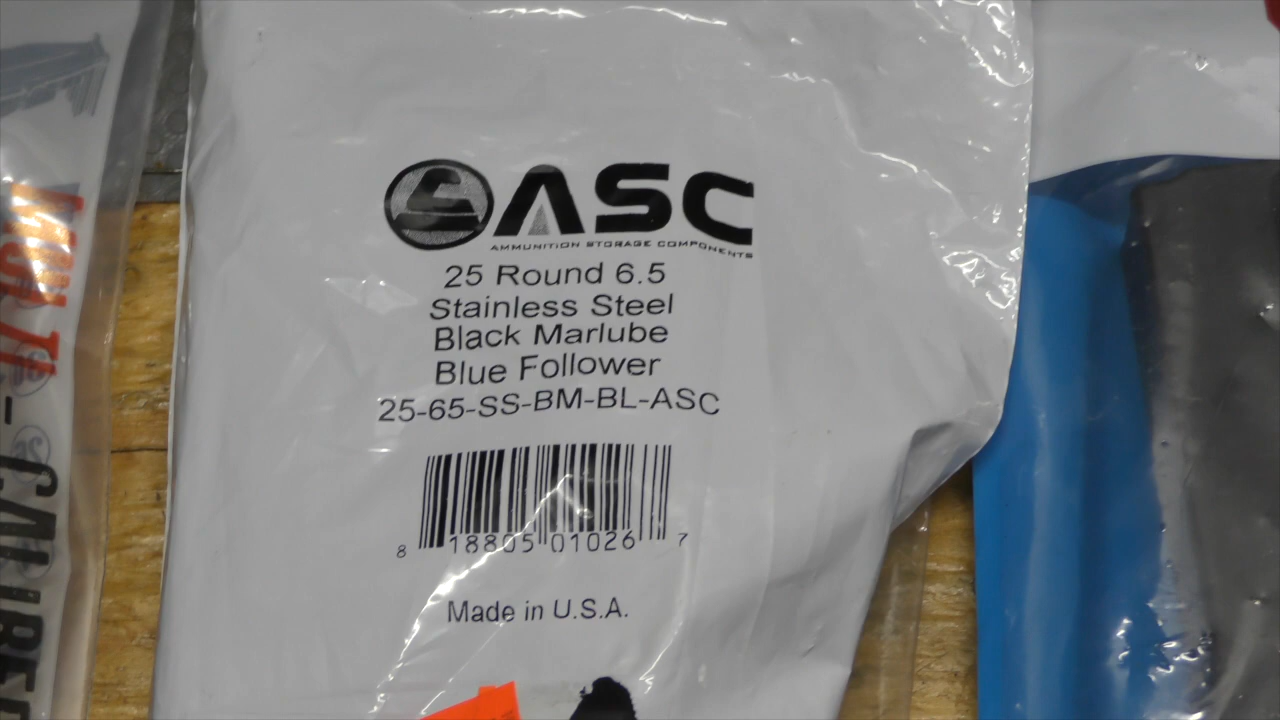 ASC
AMMUNITION STORAGE COMPONENTS
25 Round 6.5
Stainless Steel
Black Marlube
Blue Follower
25-65-SS-BM-BL-ASC
8 18805 01026 7
Made in U.S.A.